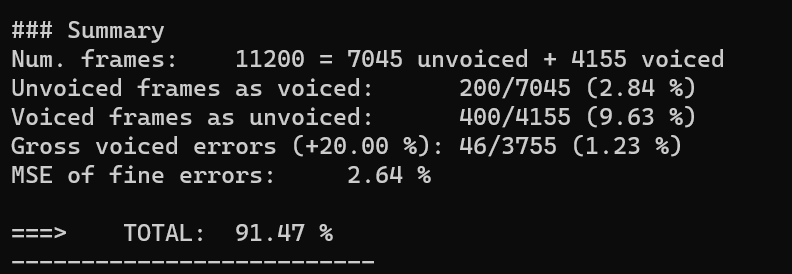 ### Summary
Num. frames:    11200 = 7045 unvoiced + 4155 voiced
Unvoiced frames as voiced:      200/7045 (2.84 %)
Voiced frames as unvoiced:      400/4155 (9.63 %)
Gross voiced errors (+20.00 %): 46/3755 (1.23 %)
MSE of fine errors:     2.64 %
===>    TOTAL:  91.47 %
--------------------------